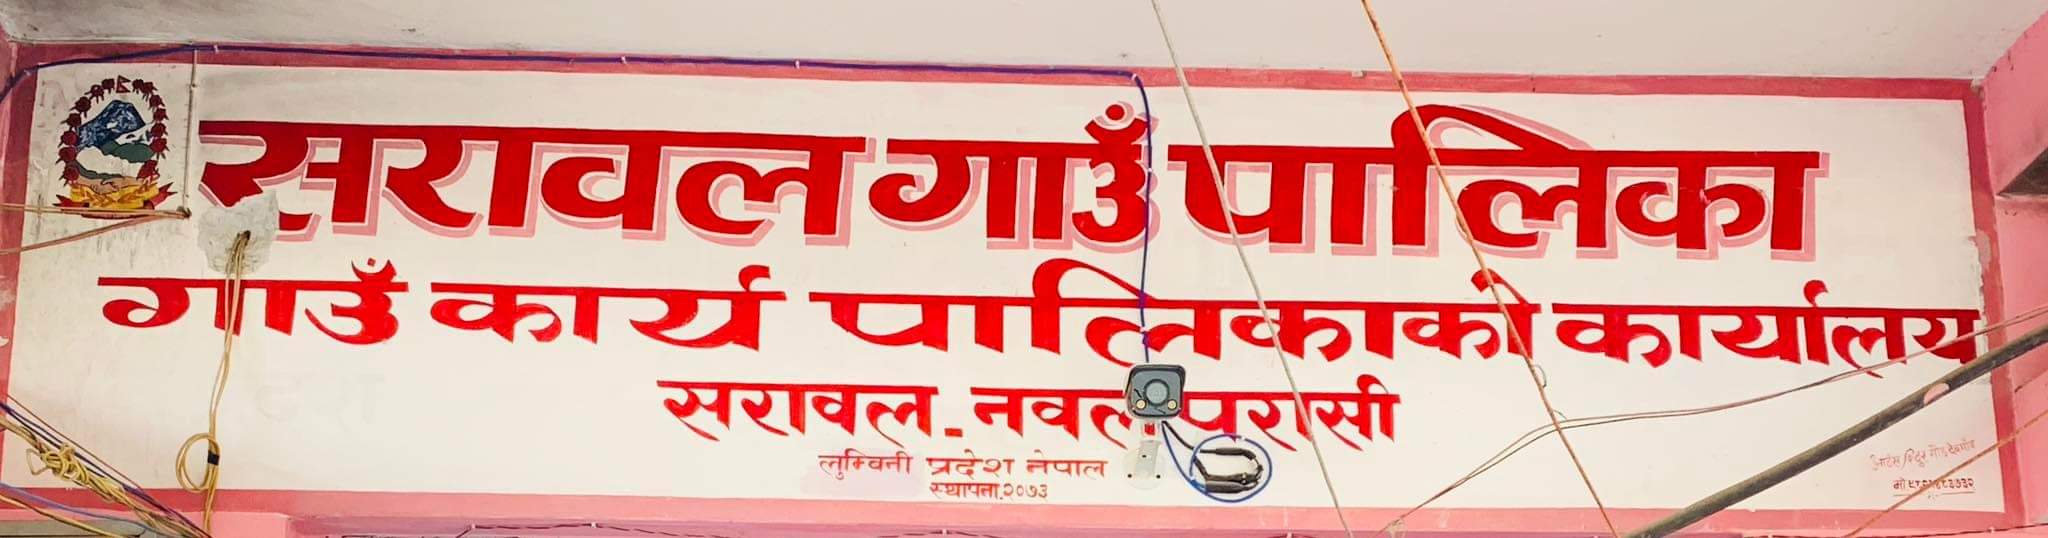 सरावल गाउँ पालिका
गाउँ कार्य पालिकाको कार्यालय
सरावल - नवलपरासी
लुम्विनी प्रदेश नेपाल
स्थापना.२०७३